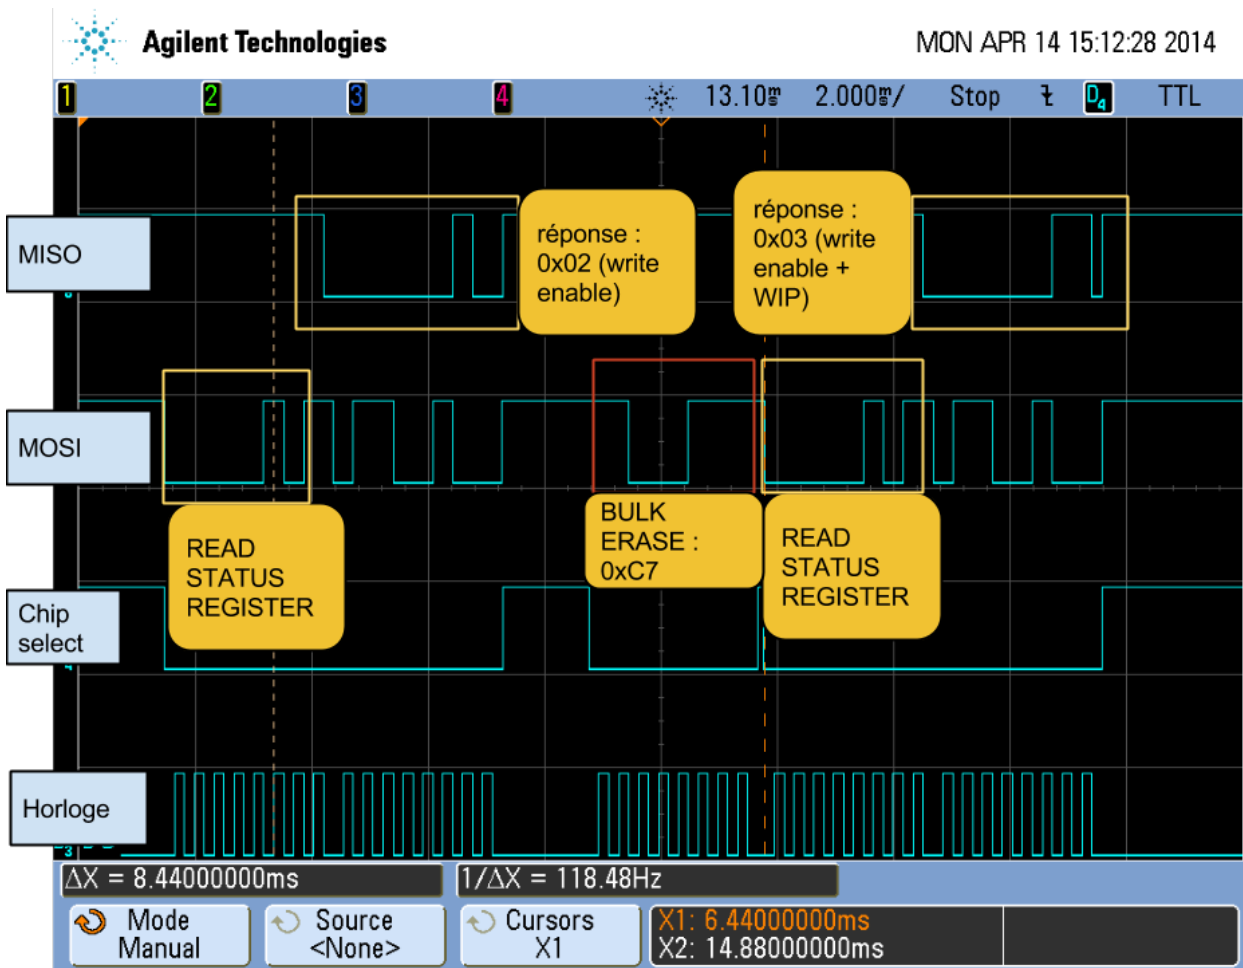 Agilent Technologies
MON APR 14 15:12:28 2014
1 2 3 4 13.10ms 2.000ms/ Stop D4 TTL
MISO
réponse :
0x02 (write
enable)
réponse :
0x03 (write
enable +
WIP)
MOSI
READ
STATUS
REGISTER
BULK
ERASE :
0xC7
READ
STATUS
REGISTER
Chip
select
Horloge
ΔX = 8.44000000ms
1/ΔX = 118.48Hz
Mode
Manual
Source
<None>
Cursors
X1
X1: 6.44000000ms
X2: 14.88000000ms